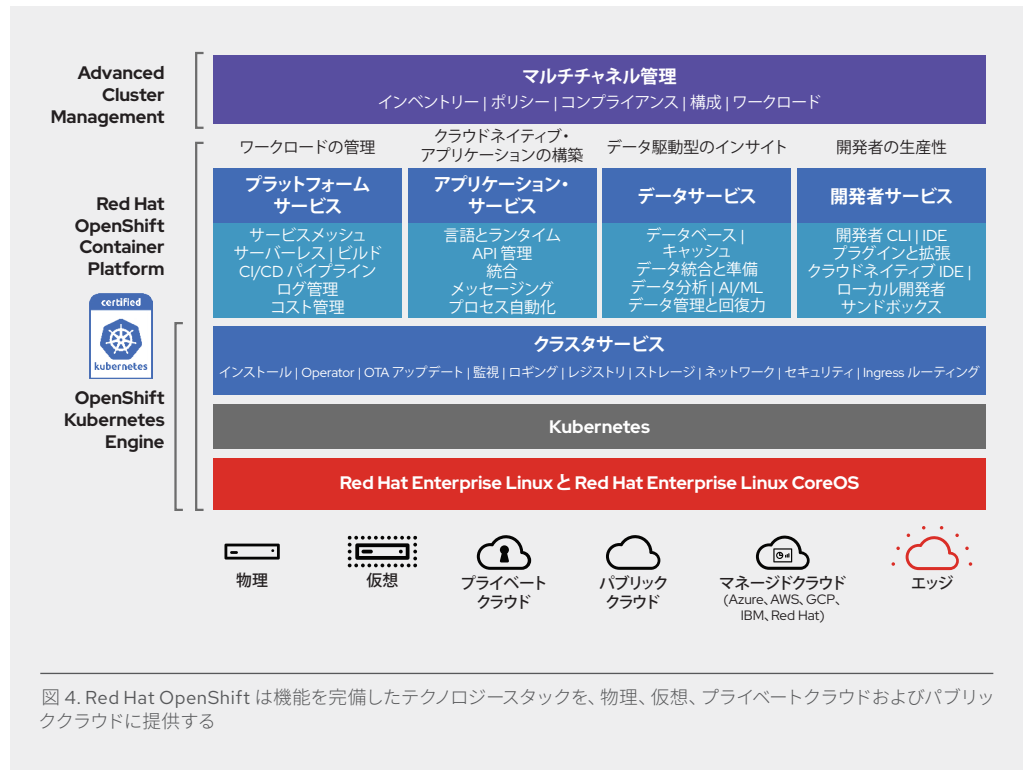 Advanced
Cluster
Management
マルチチャネル管理
インベントリー | ポリシー | コンプライアンス | 構成 | ワークロード
Red Hat
OpenShift
Container
Platform
certified
kubernetes
OpenShift
Kubernetes
Engine
ワークロードの管理
プラットフォーム
サービス
サービスメッシュ
サーバーレス | ビルド
CI/CD パイプライン
ログ管理
コスト管理
クラウドネイティブ・
アプリケーションの構築
アプリケーション・
サービス
言語とランタイム
API 管理
統合
メッセージング
プロセス自動化
データ駆動型のインサイト
データサービス
データベース |
キャッシュ
データ統合と準備
データ分析 | AI/ML
データ管理と回復力
開発者の生産性
開発者サービス
開発者 CLI | IDE
プラグインと拡張
クラウドネイティブ IDE |
ローカル開発者
サンドボックス
クラスタサービス
インストール | Operator | OTA アップデート | 監視 | ロギング | レジストリ | ストレージ | ネットワーク | セキュリティ | Ingress ルーティング
Kubernetes
Red Hat Enterprise Linux と Red Hat Enterprise Linux CoreOS
物理
仮想
プライベート
クラウド
パブリック
クラウド
マネージドクラウド
(Azure、AWS、GCP、
IBM、Red Hat)
エッジ
図 4. Red Hat OpenShift は機能を完備したテクノロジースタックを、物理、仮想、プライベートクラウドおよびパブリッ
ククラウドに提供する